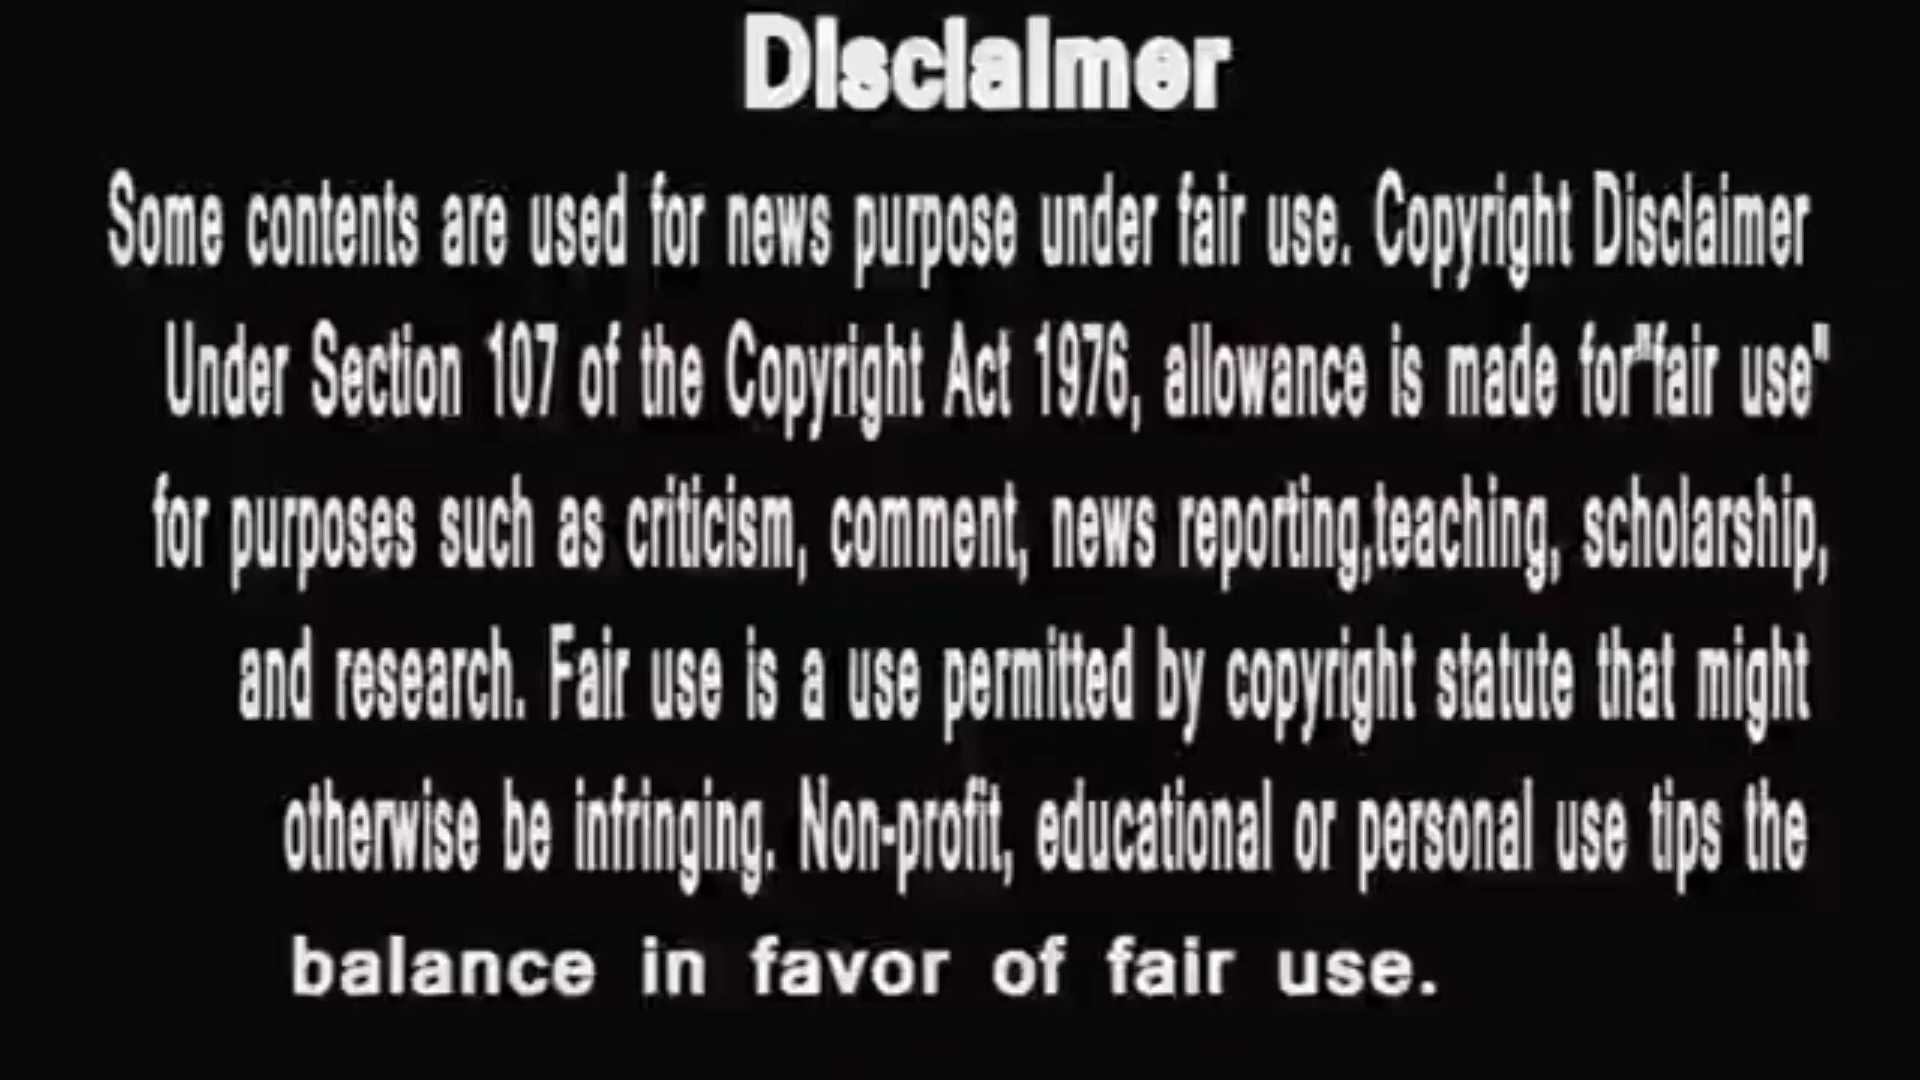 Disclaimer
Some contents are used for news purpose under fair use. Copyright Disclaimer
Under Section 107 of the Copyright Act 1976, allowance is made for"fair use"
for purposes such as criticism, comment, news reporting,teaching, scholarship,
and research. Fair use is a use permitted by copyright statute that might
otherwise be infringing. Non-profit, educational or personal use tips the
balance in favor of fair use.